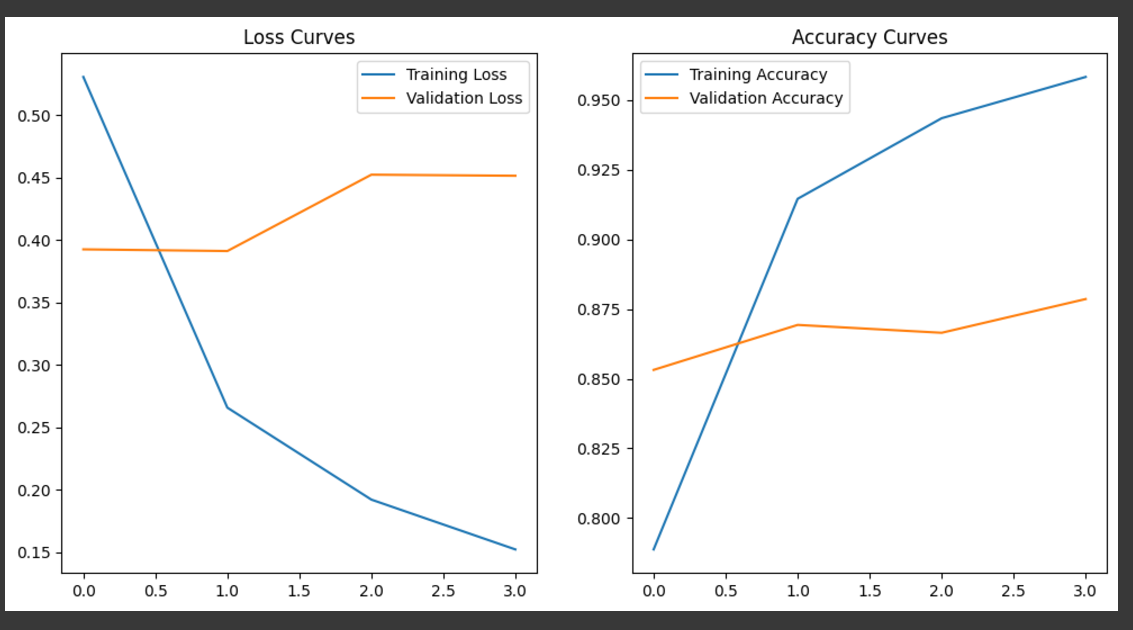 Loss Curves
Training Loss
Validation Loss
0.50
0.45
0.40
0.35
0.30
0.25
0.20
0.15
0.0 0.5 1.0 1.5 2.0 2.5 3.0
Accuracy Curves
Training Accuracy
Validation Accuracy
0.950
0.925
0.900
0.875
0.850
0.825
0.800
0.0 0.5 1.0 1.5 2.0 2.5 3.0